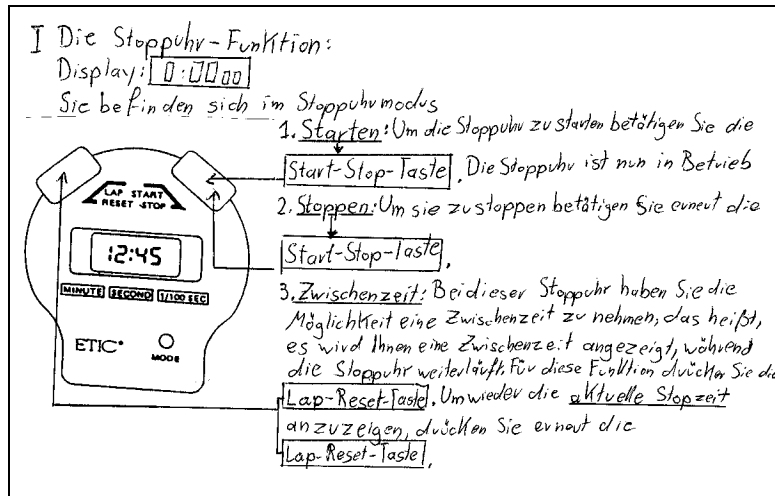 I Die Stoppuhr-Funktion:
Display: 0:0000
Sie befinden sich im Stoppuhrmodus
1. Starten: Um die Stoppuhr zu starten betätigen Sie die
Start-Stop-Taste. Die Stoppuhr ist nun in Betrieb
2. Stoppen: Um sie zu stoppen betätigen Sie erneut die
Start-Stop-Taste.
3. Zwischenzeit: Bei dieser Stoppuhr haben Sie die
Möglichkeit eine Zwischenzeit zu nehmen, das heißt,
es wird Ihnen eine Zwischenzeit angezeigt, während
die Stoppuhr weiterläuft. Für diese Funktion drücken Sie die
Lap-Reset-Taste. Um wieder die aktuelle Stopzeit
anzuzeigen, drücken Sie erneut die
Lap-Reset-Taste.
LAP START
RESET STOP
12:45
MINUTE SECOND 1/100 SEC
ETIC
MODE